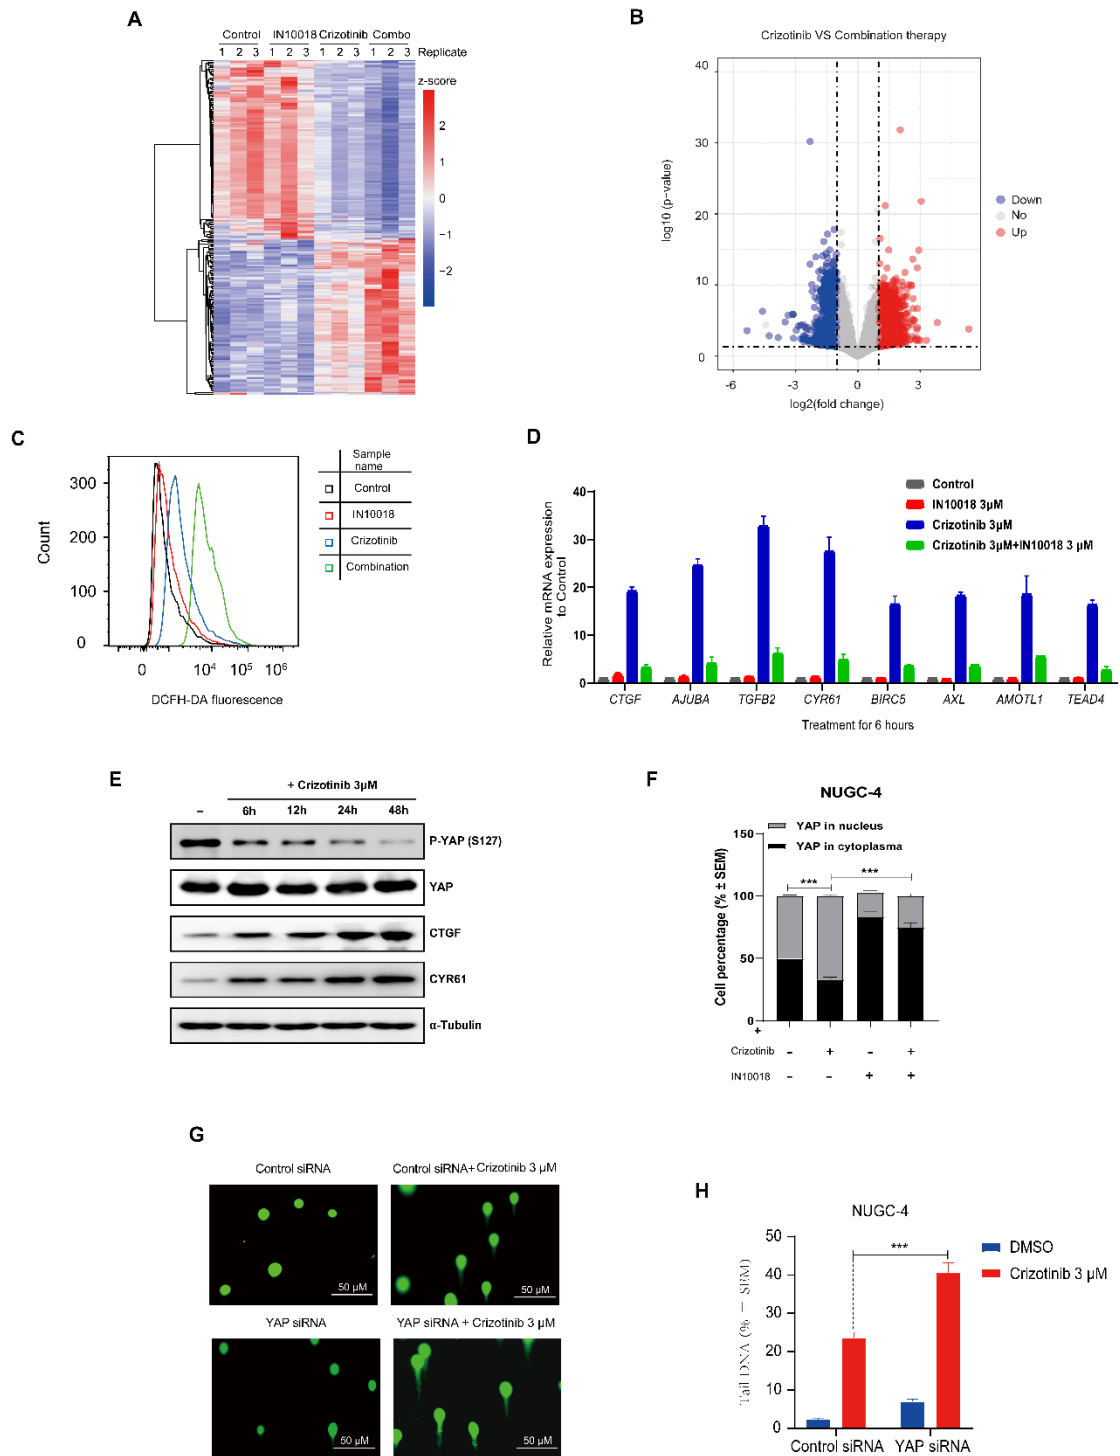 A
Control IN10018 Crizotinib Combo
1 2 3 1 2 3 1 2 3 1 2 3 Replicate
z-score
2
1
0
−1
−2
B
Crizotinib VS Combination therapy
40
30
20
10
0
log10 (p-value)
-6 -3 0 3
log2(fold change)
Down
No
Up
C
300
200
100
0
Count
0 10⁴ 10⁵ 10⁶
DCFH-DA fluorescence
Sample name
Control
IN10018
Crizotinib
Combination
D
Control
IN10018 3μM
Crizotinib 3μM
Crizotinib 3μM+IN10018 3 μM
40
30
20
10
0
Relative mRNA expression
to Control
CTGF AJUBA TGFB2 CYR61 BIRC5 AXL AMOTL1 TEAD4
Treatment for 6 hours
E
+ Crizotinib 3μM
– 6h 12h 24h 48h
P-YAP (S127)
YAP
CTGF
CYR61
α-Tubulin
F
NUGC-4
YAP in nucleus
YAP in cytoplasma
150
100
50
0
Cell percentage (% ± SEM)
*** ***
+
Crizotinib – + – +
IN10018 – – + +
G
Control siRNA
Control siRNA+Crizotinib 3 μM
50 μM
50 μM
YAP siRNA
YAP siRNA + Crizotinib 3 μM
50 μM
50 μM
H
NUGC-4
DMSO
Crizotinib 3 μM
***
50
40
30
20
10
0
Tail DNA (% — SEM)
Control siRNA YAP siRNA